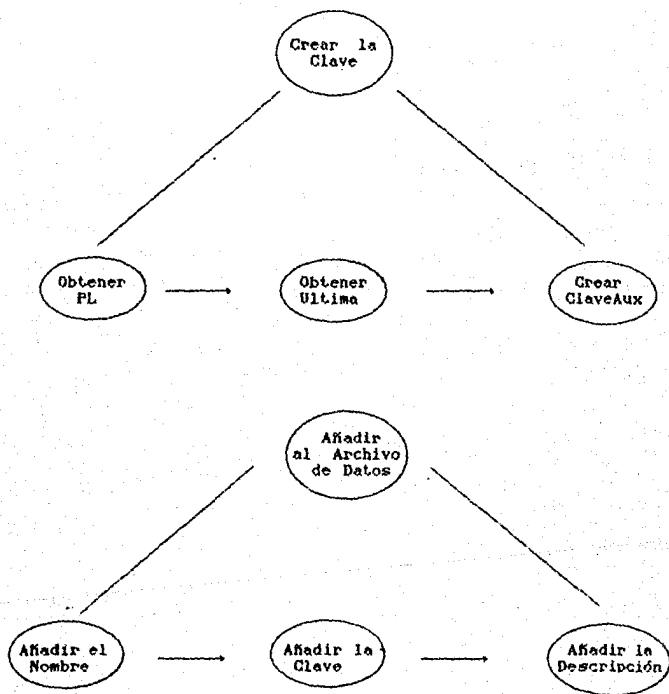 Crear la
Clave
Obtener
PL
Obtener
Ultima
Crear
ClaveAux
Añadir
al Archivo
de Datos
Añadir el
Nombre
Añadir la
Clave
Añadir la
Descripción